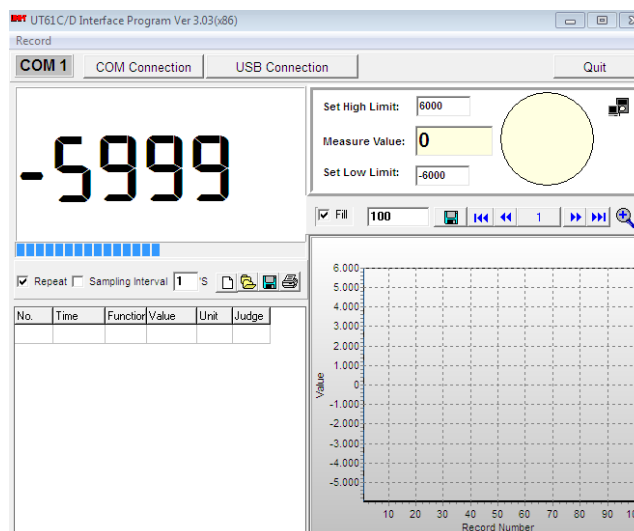 UT61C/D Interface Program Ver 3.03(x86)
Record
COM 1 COM Connection USB Connection Quit
-5999
Set High Limit: 6000
Measure Value: 0
Set Low Limit: -6000
Fill 100 1
Repeat Sampling Interval 1 'S
No. Time Function Value Unit Judge
6.000
5.000
4.000
3.000
2.000
1.000
0
-1.000
-2.000
-3.000
-4.000
-5.000
Value
10 20 30 40 50 60 70 80 90 10
Record Number